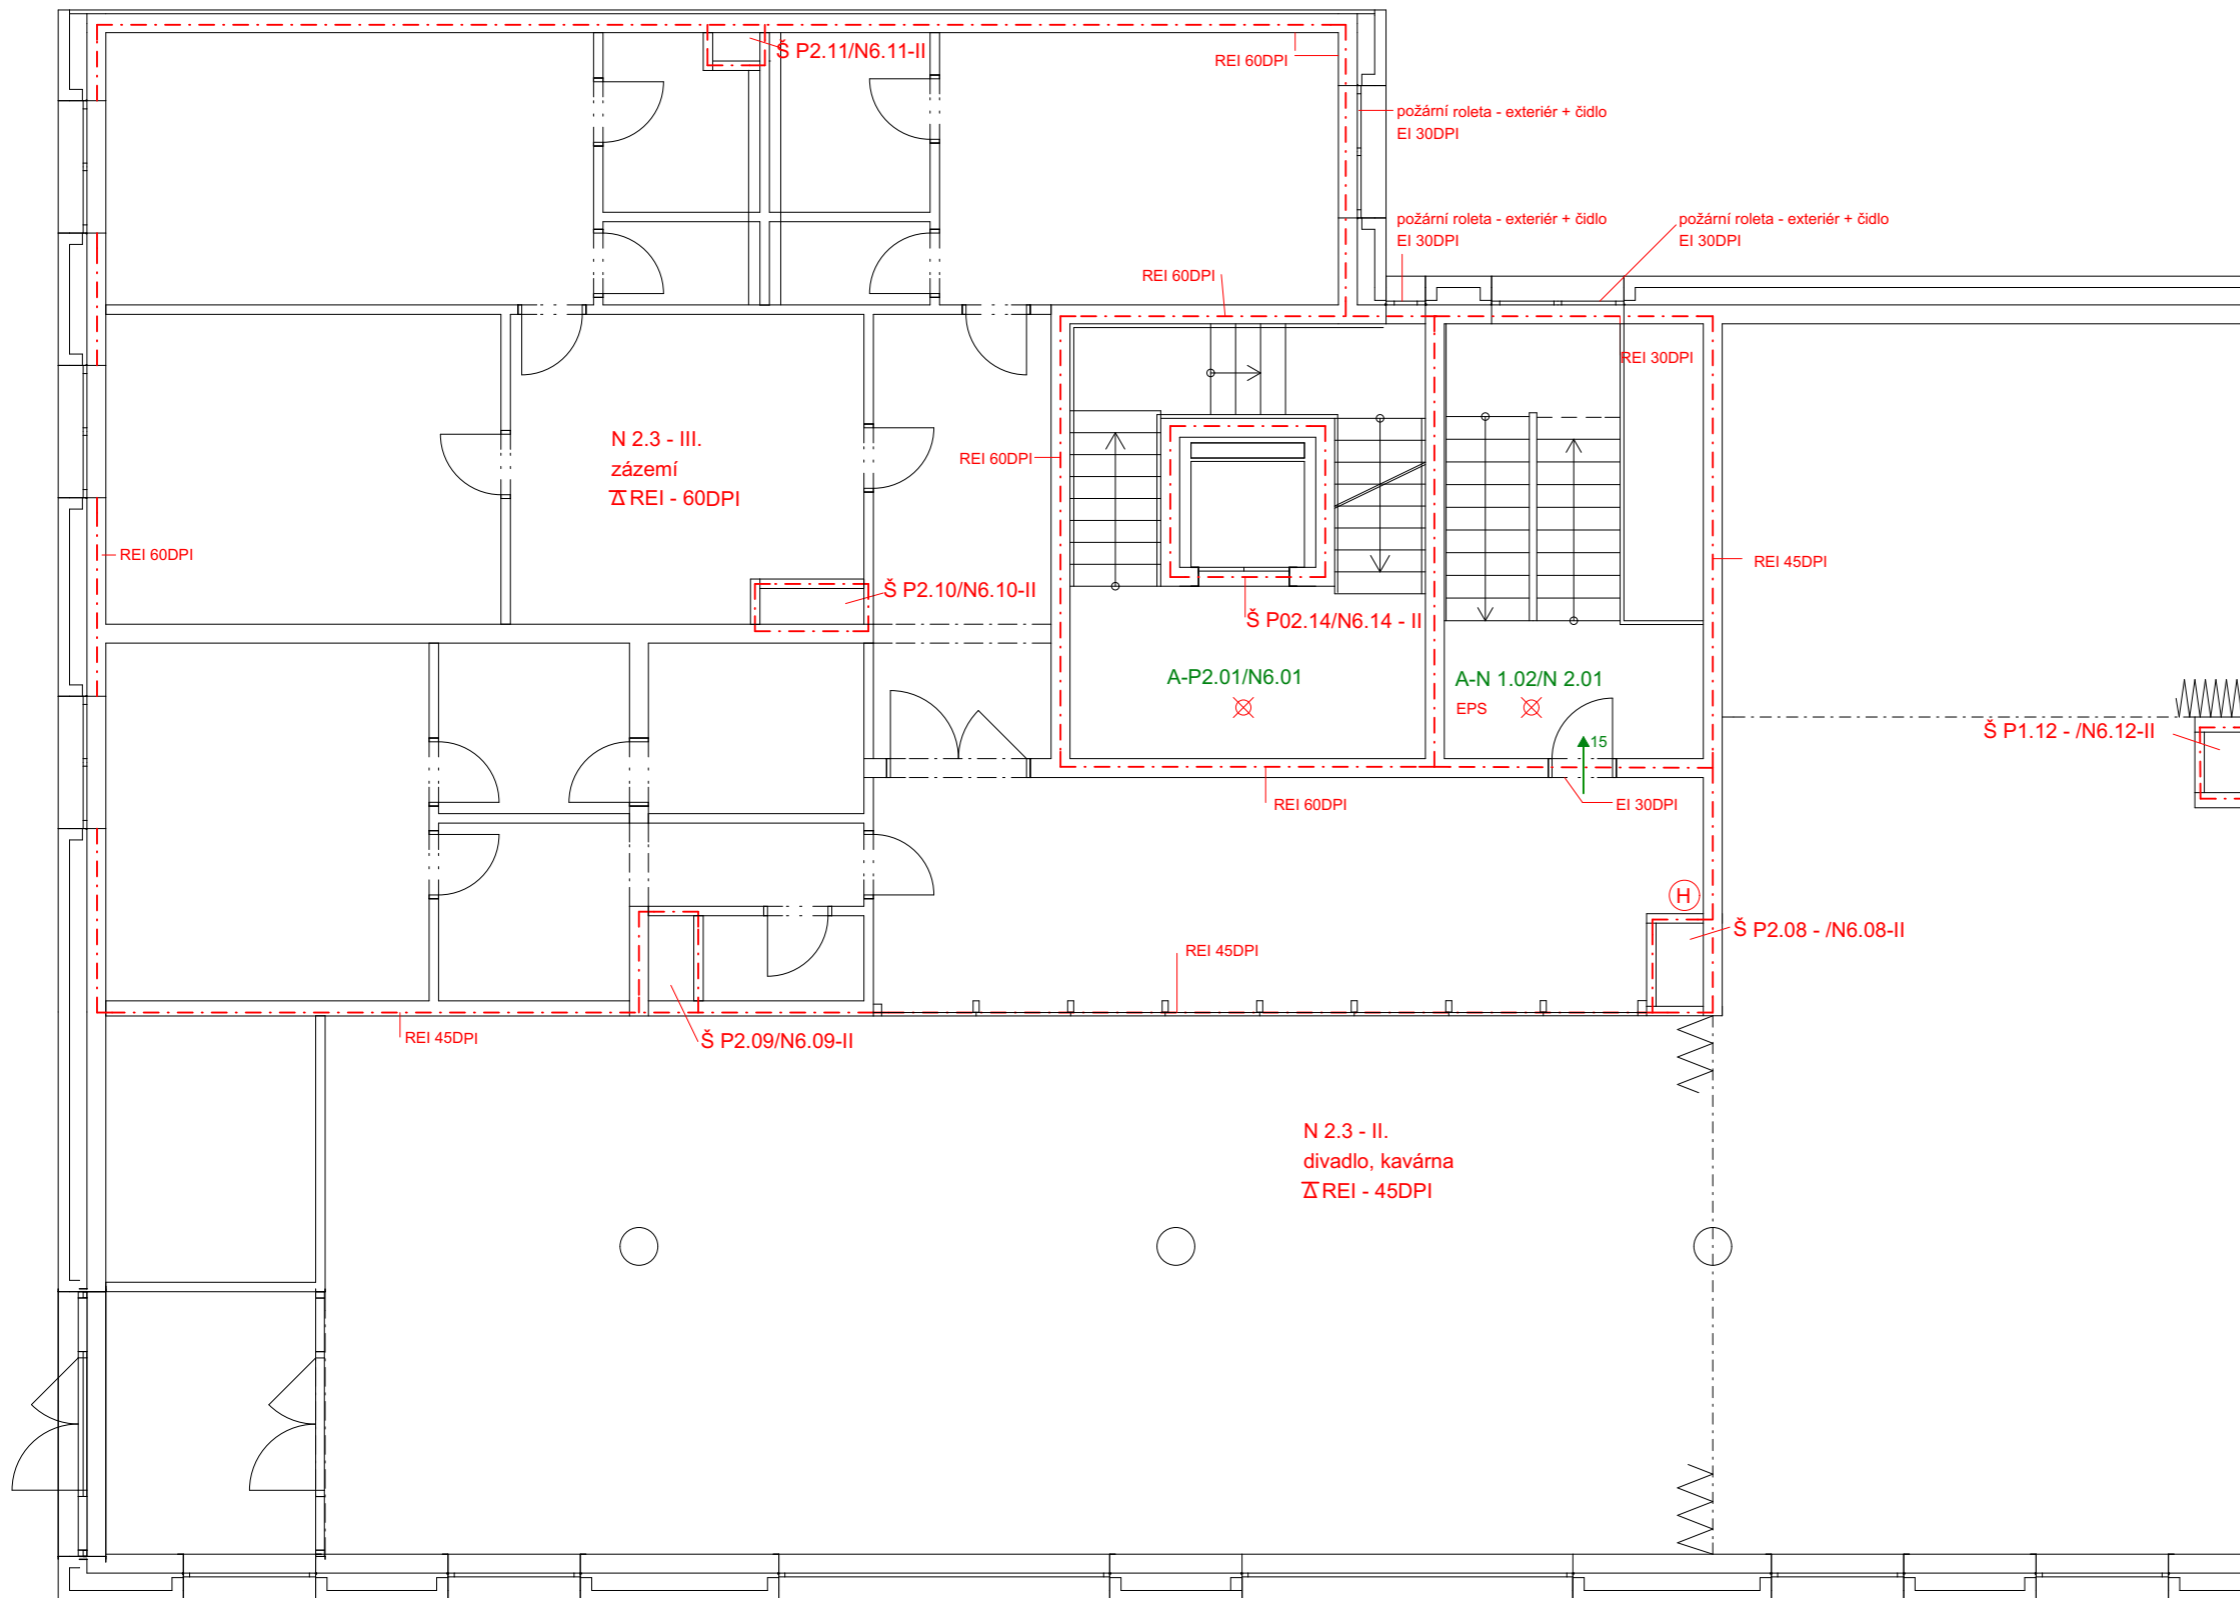 Š P2.11/N6.11-II
REI 60DPI
požární roleta - exteriér + čidlo
EI 30DPI
požární roleta - exteriér + čidlo
EI 30DPI
požární roleta - exteriér + čidlo
EI 30DPI
REI 60DPI
REI 30DPI
N 2.3 - III.
zázemí
REI - 60DPI
REI 60DPI
REI 60DPI
REI 45DPI
Š P2.10/N6.10-II
Š P02.14/N6.14 - II
A-P2.01/N6.01
A-N 1.02/N 2.01
EPS
15
Š P1.12 - /N6.12-II
REI 60DPI
EI 30DPI
H
Š P2.08 - /N6.08-II
REI 45DPI
REI 45DPI
Š P2.09/N6.09-II
N 2.3 - II.
divadlo, kavárna
REI - 45DPI